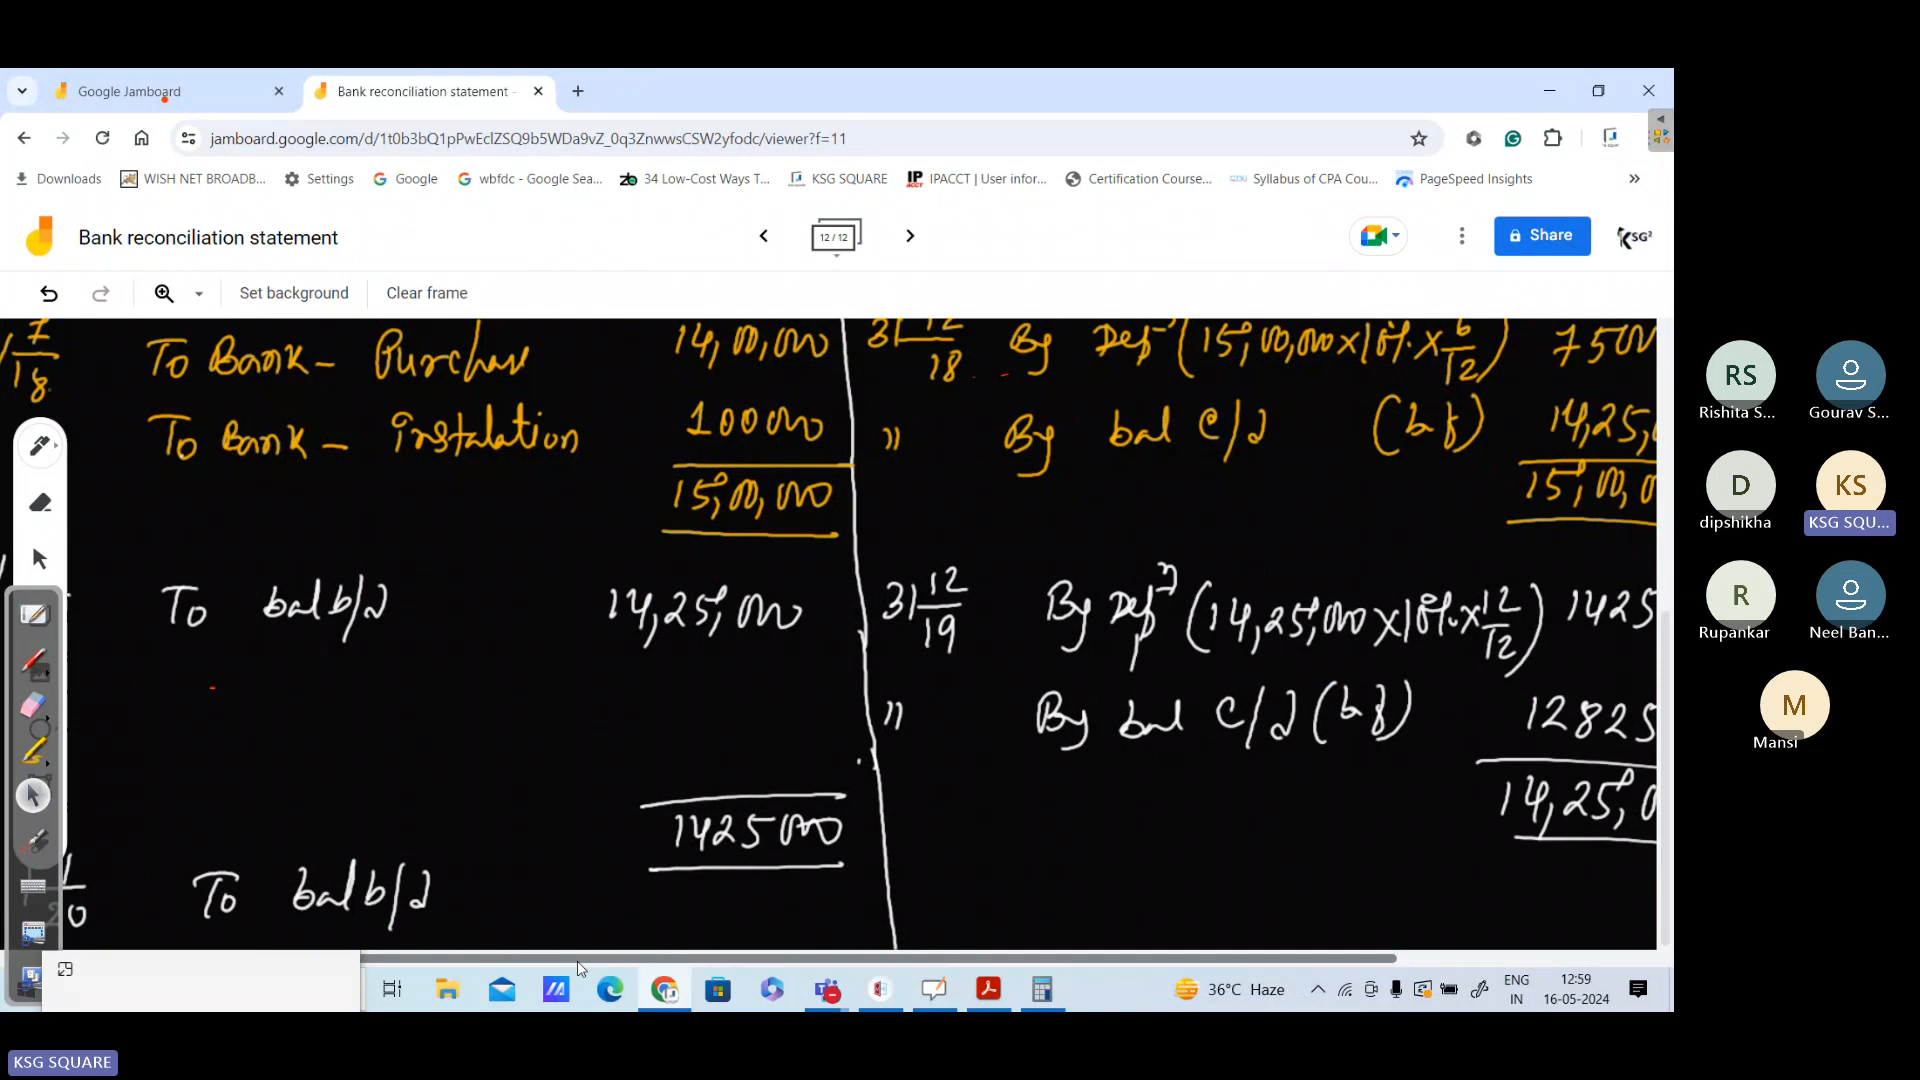 Google Jamboard
Bank reconciliation statement -
jamboard.google.com/d/1t0b3bQ1pPwEclZSQ9b5WDa9vZ_0q3ZnwwsCSW2yfodc/viewer?f=11
Downloads WISH NET BROADB... Settings Google wbfdc - Google Sea... 34 Low-Cost Ways T... KSG SQUARE IPACCT | User infor... Certification Course... Syllabus of CPA Cou... PageSpeed Insights
Bank reconciliation statement 12 / 12 Share KSG²
Set background Clear frame
To Bank - Purchase 14,00,000 31 12/18 By Dep (15,00,000 x 10% x 6/12) 7500
To Bank - instalation 100000 " By bal c/d (bf) 14,25,
15,00,000 15,00,0
To bal b/d 14,25,000 31 12/19 By Depn (14,25,000 x 10% x 12/12) 1425
" By bal c/d (bf) 12825
1425000 14,25,0
To bal b/d
RS
Rishita S... Gourav S...
D KS
dipshikha KSG SQU...
R
Rupankar Neel Ban...
M
Mansi
36°C Haze ENG IN 12:59 16-05-2024
KSG SQUARE